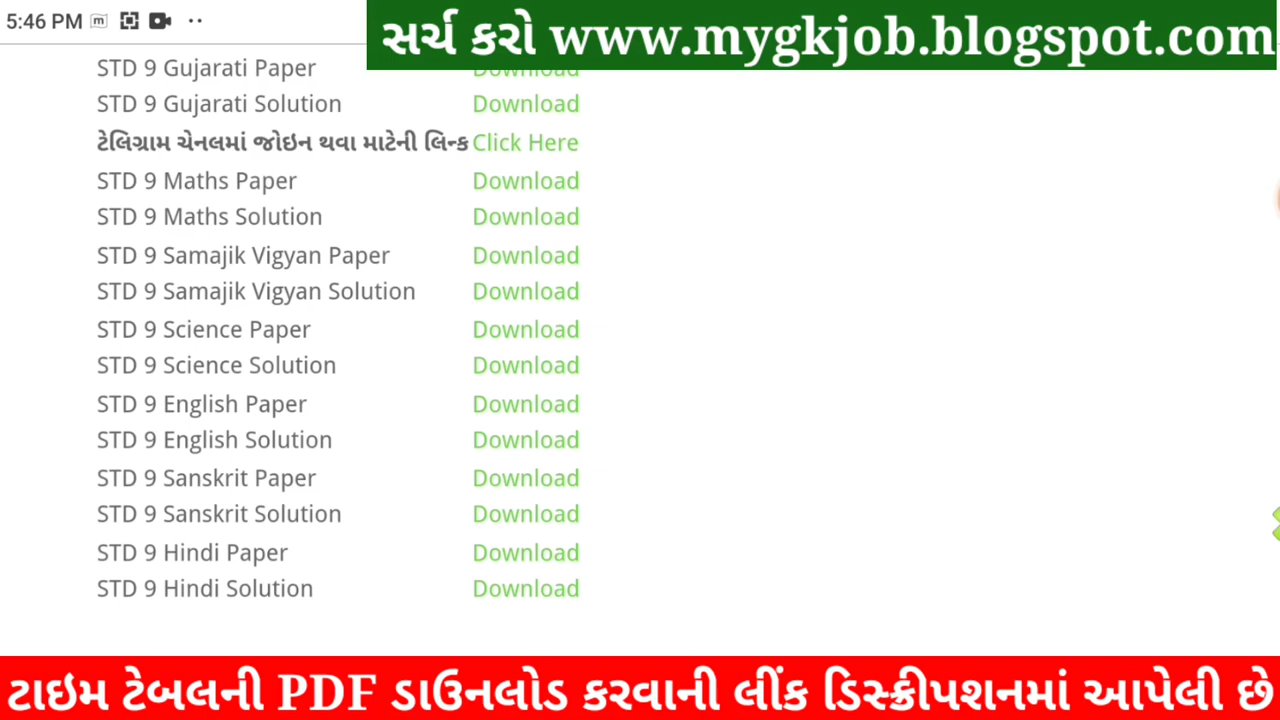 5:46 PM
સર્ચ કરો www.mygkjob.blogspot.com
STD 9 Gujarati Paper Download
STD 9 Gujarati Solution Download
ટેલિગ્રામ ચેનલમાં જોઇન થવા માટેની લિન્ક Click Here
STD 9 Maths Paper Download
STD 9 Maths Solution Download
STD 9 Samajik Vigyan Paper Download
STD 9 Samajik Vigyan Solution Download
STD 9 Science Paper Download
STD 9 Science Solution Download
STD 9 English Paper Download
STD 9 English Solution Download
STD 9 Sanskrit Paper Download
STD 9 Sanskrit Solution Download
STD 9 Hindi Paper Download
STD 9 Hindi Solution Download
ટાઇમ ટેબલની PDF ડાઉનલોડ કરવાની લીંક ડિસ્ક્રીપશનમાં આપેલી છે